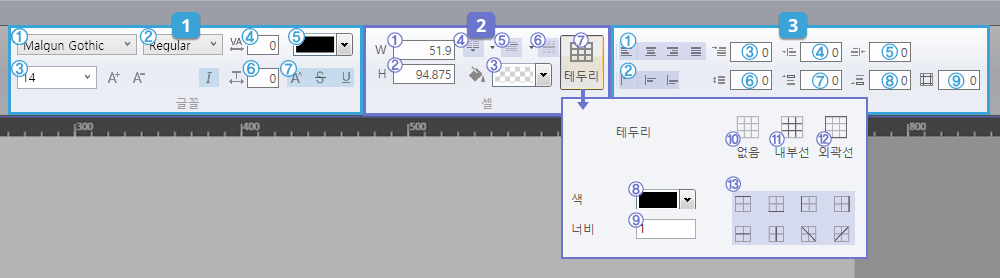 1 2 3
① Malgun Gothic ② Regular ④ VA 0 ⑤
③ 14 A+ A- I ⑥ T 0 ⑦ A S U
글꼴
W ① 51.9 ④ ⑤ ⑥ ⑦
H ② 94.875 ③ 테두리
셀
① ③ 0 ④ 0 ⑤ 0
② ⑥ 0 ⑦ 0 ⑧ 0 ⑨ 0
300 400 500 800
테두리 ⑩ 없음 ⑪ 내부선 ⑫ 외곽선
색 ⑧ ⑬
너비 ⑨ 1